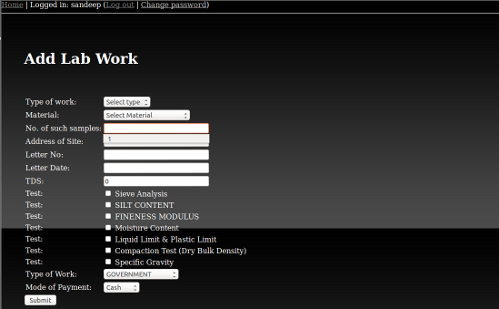 Home | Logged in: sandeep (Log out | Change password)
Add Lab Work
Type of work: Select type
Material: Select Material
No. of such samples:
Address of Site: 1
Letter No:
Letter Date:
TDS: 0
Test: Sieve Analysis
Test: SILT CONTENT
Test: FINENESS MODULUS
Test: Moisture Content
Test: Liquid Limit & Plastic Limit
Test: Compaction Test (Dry Bulk Density)
Test: Specific Gravity
Type of Work: GOVERNMENT
Mode of Payment: Cash
Submit